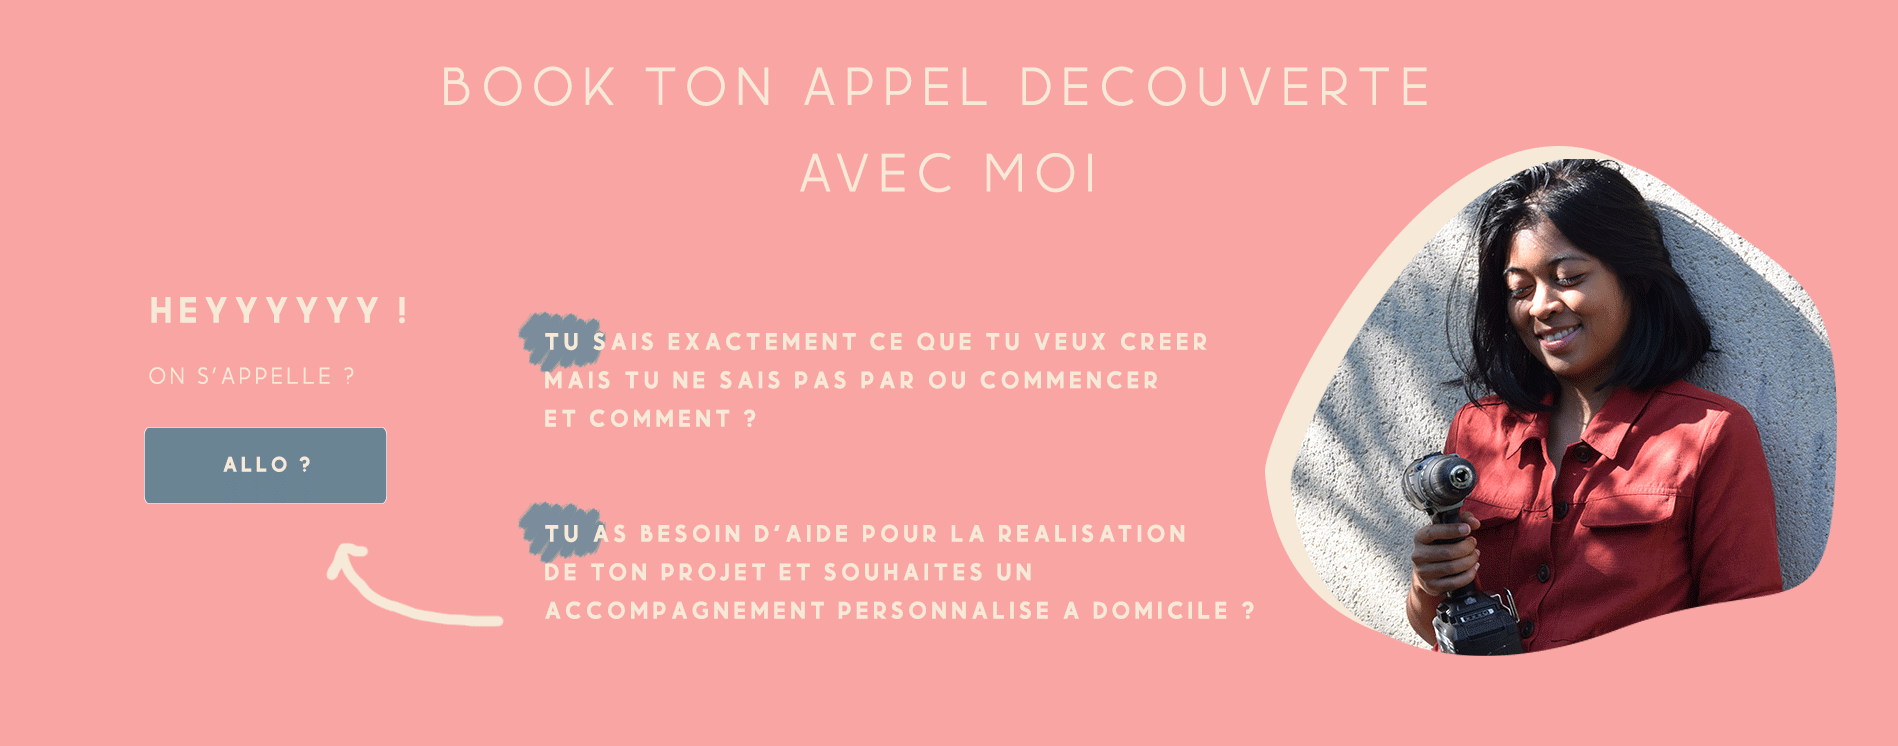 BOOK TON APPEL DECOUVERTE
AVEC MOI
HEYYYYYY !
ON S'APPELLE ?
ALLO ?
TU SAIS EXACTEMENT CE QUE TU VEUX CREER
MAIS TU NE SAIS PAS PAR OU COMMENCER
ET COMMENT ?
TU AS BESOIN D'AIDE POUR LA REALISATION
DE TON PROJET ET SOUHAITES UN
ACCOMPAGNEMENT PERSONNALISE A DOMICILE ?